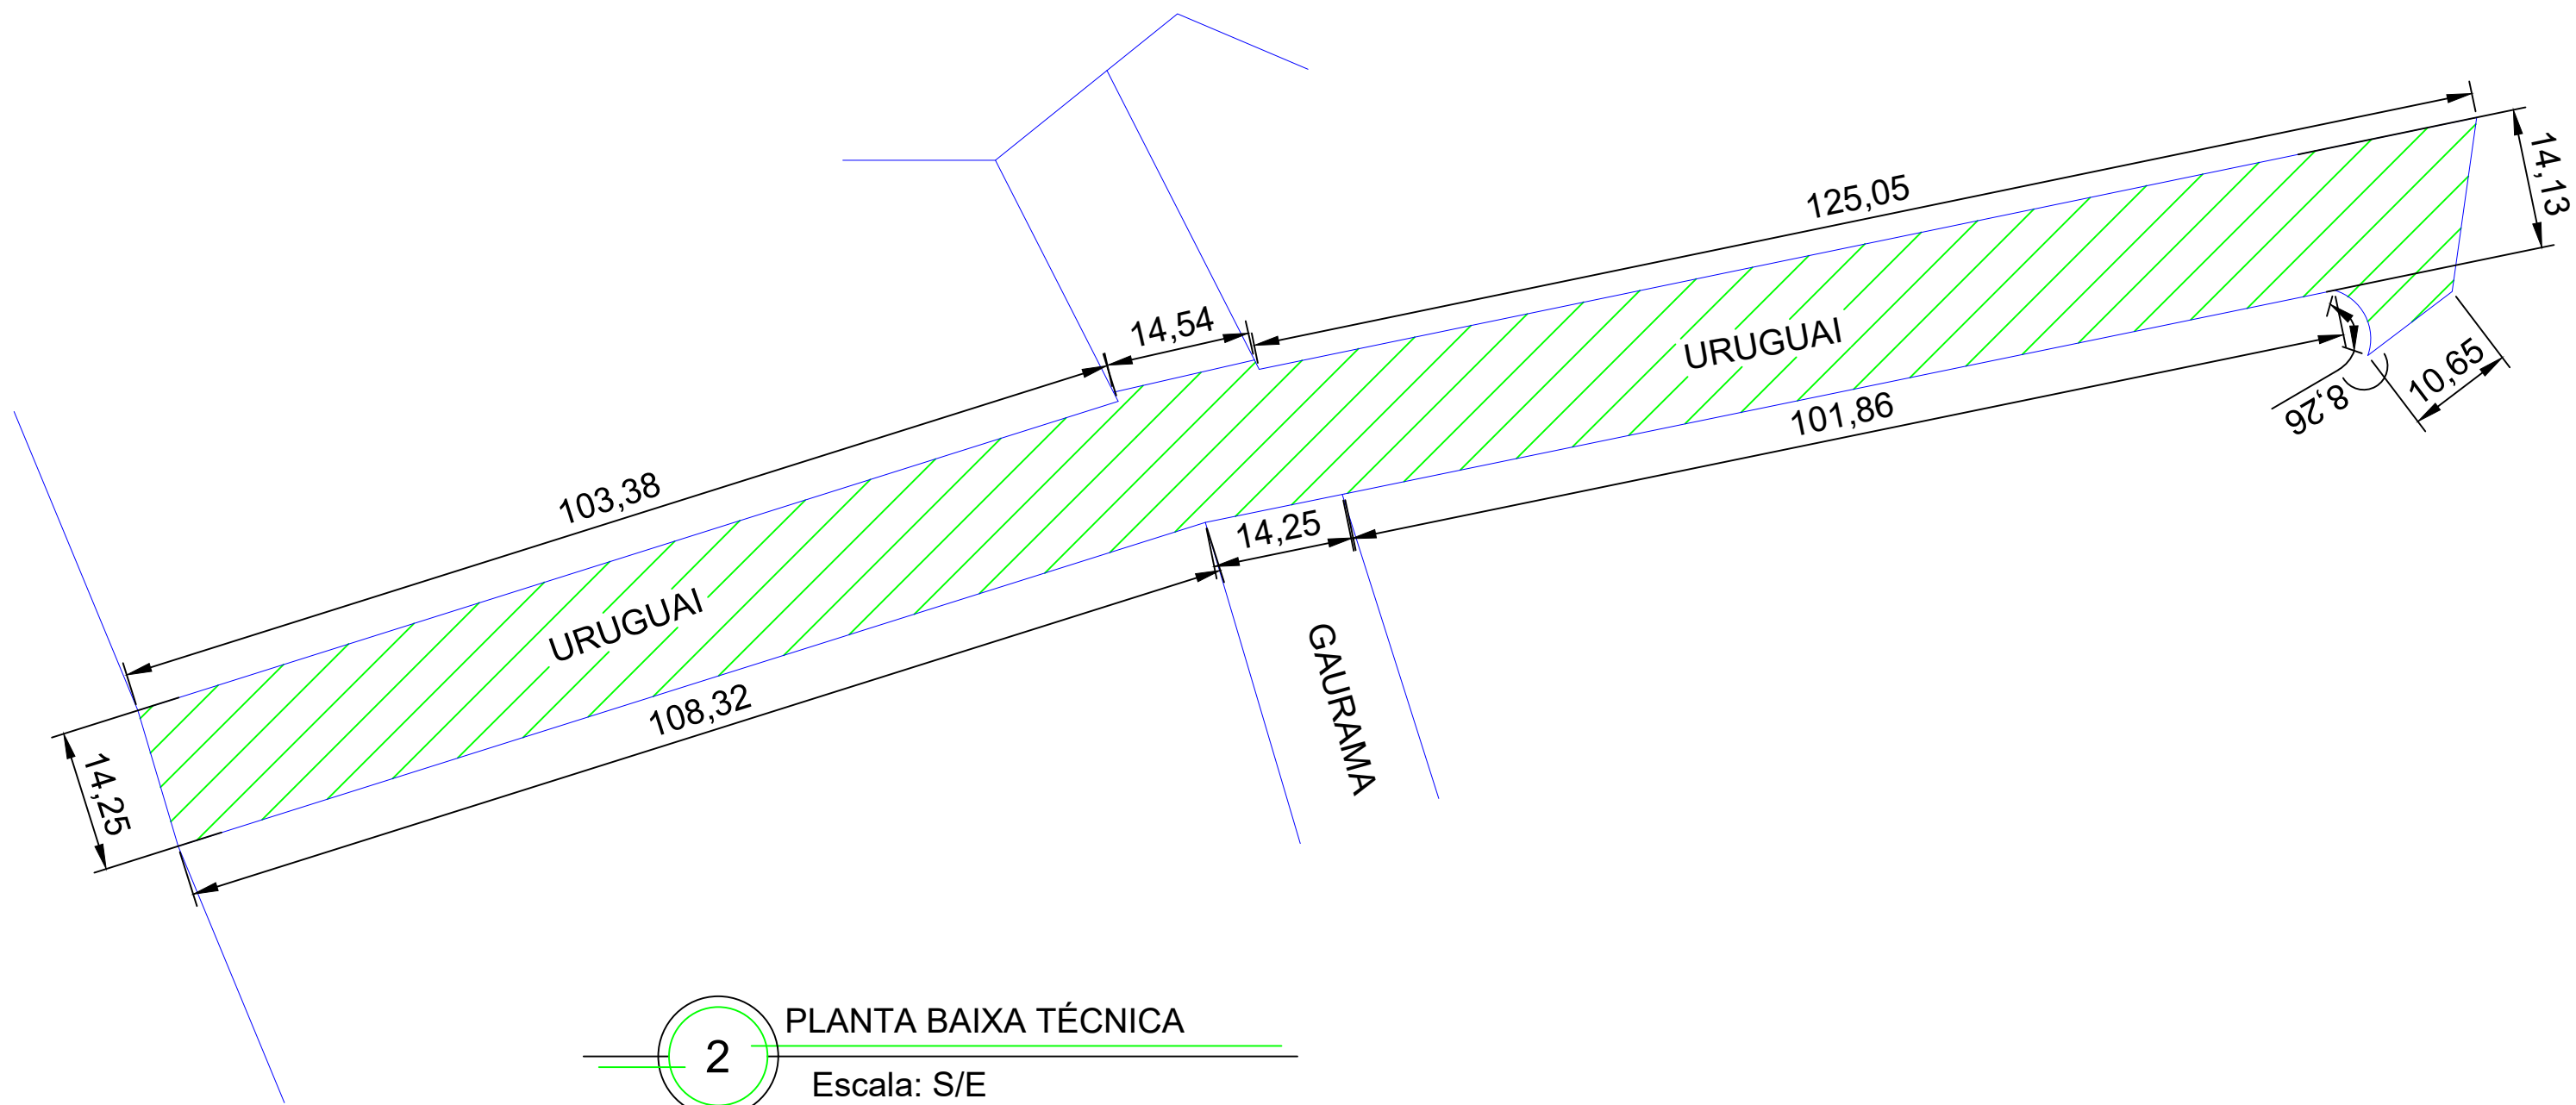 125,05
14,13
14,54
URUGUAI
10,65
8,26
101,86
103,38
14,25
URUGUAI
GAURAMA
108,32
14,25
PLANTA BAIXA TÉCNICA
2
Escala: S/E